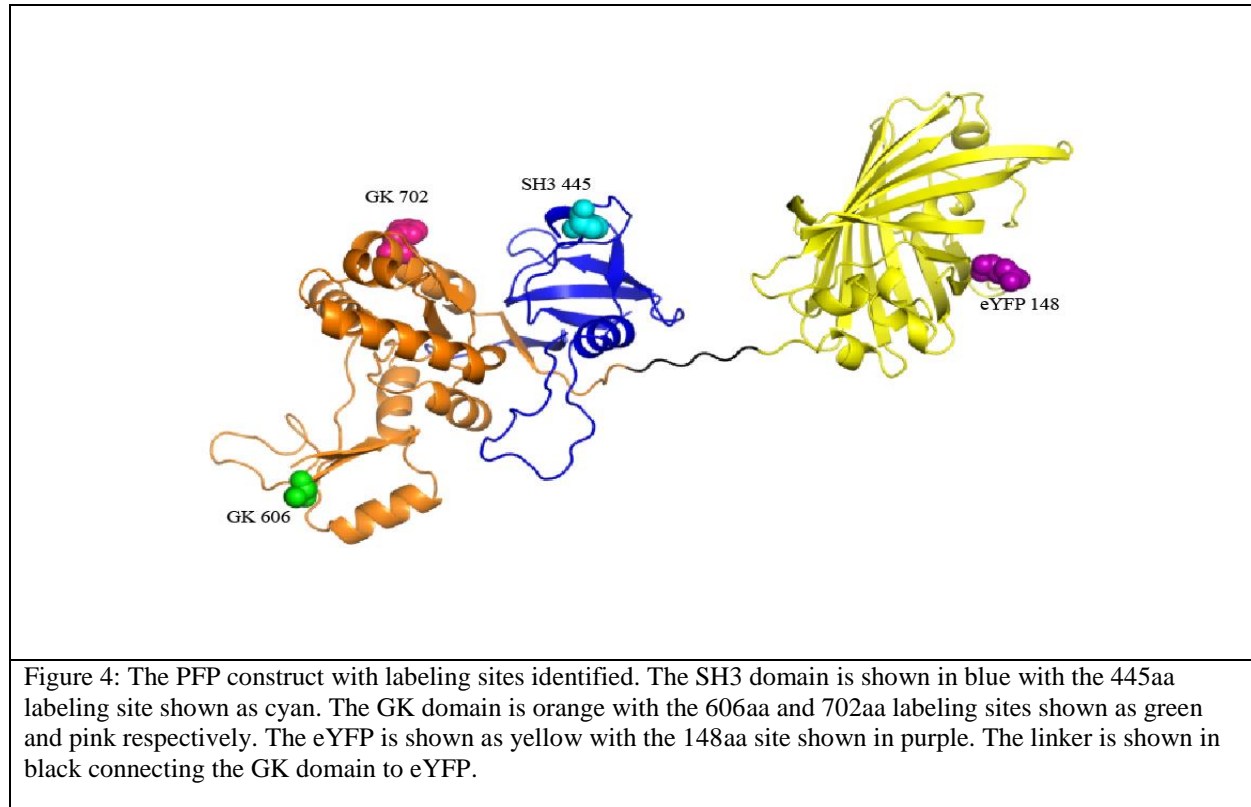 SH3 445
GK 702
eYFP 148
GK 606
Figure 4: The PFP construct with labeling sites identified. The SH3 domain is shown in blue with the 445aa
labeling site shown as cyan. The GK domain is orange with the 606aa and 702aa labeling sites shown as green
and pink respectively. The eYFP is shown as yellow with the 148aa site shown in purple. The linker is shown in
black connecting the GK domain to eYFP.